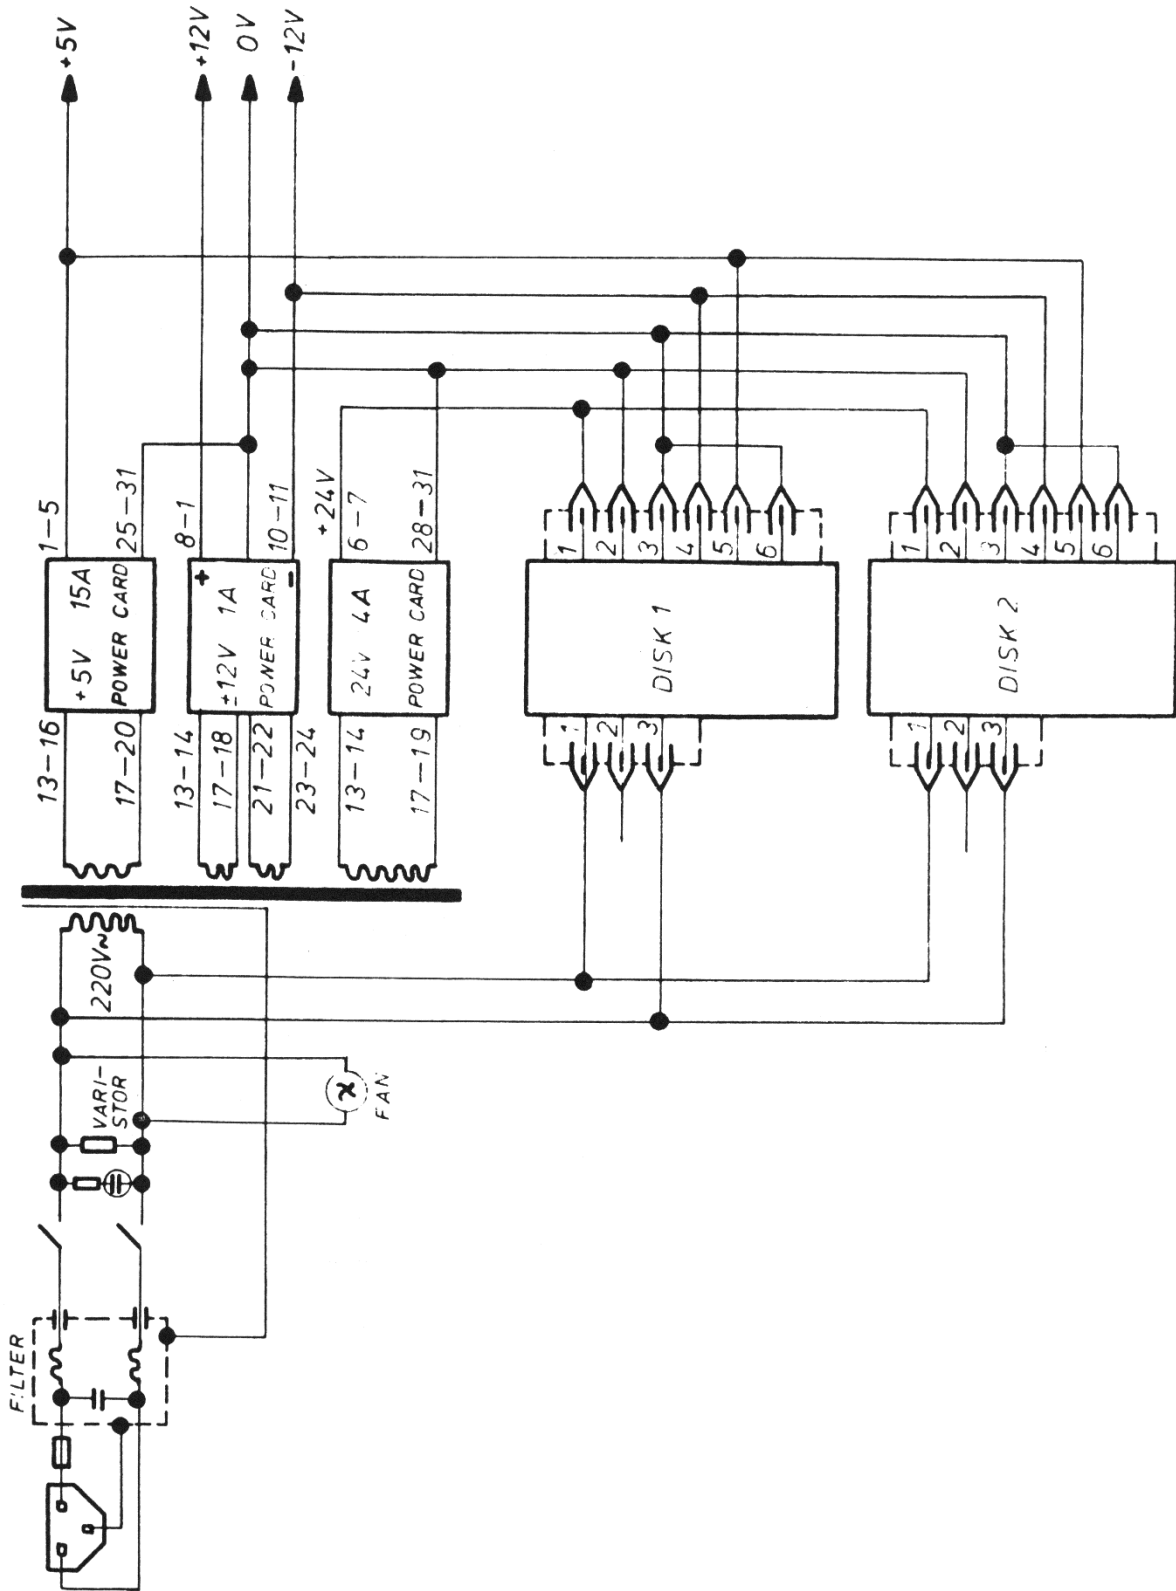 +5V
+12V
0V
-12V
1-5
25-31
8-1
10-11
+24V
6-7
28-31
+5V 15A
POWER CARD
+
±12V 1A
POWER CARD
-
24V 4A
POWER CARD
13-16
17-20
13-14
17-18
21-22
23-24
13-14
17-19
1
2
3
4
5
6
DISK 1
1
2
3
1
2
3
4
5
6
DISK 2
1
2
3
220V~
VARI-
STOR
FAN
FILTER